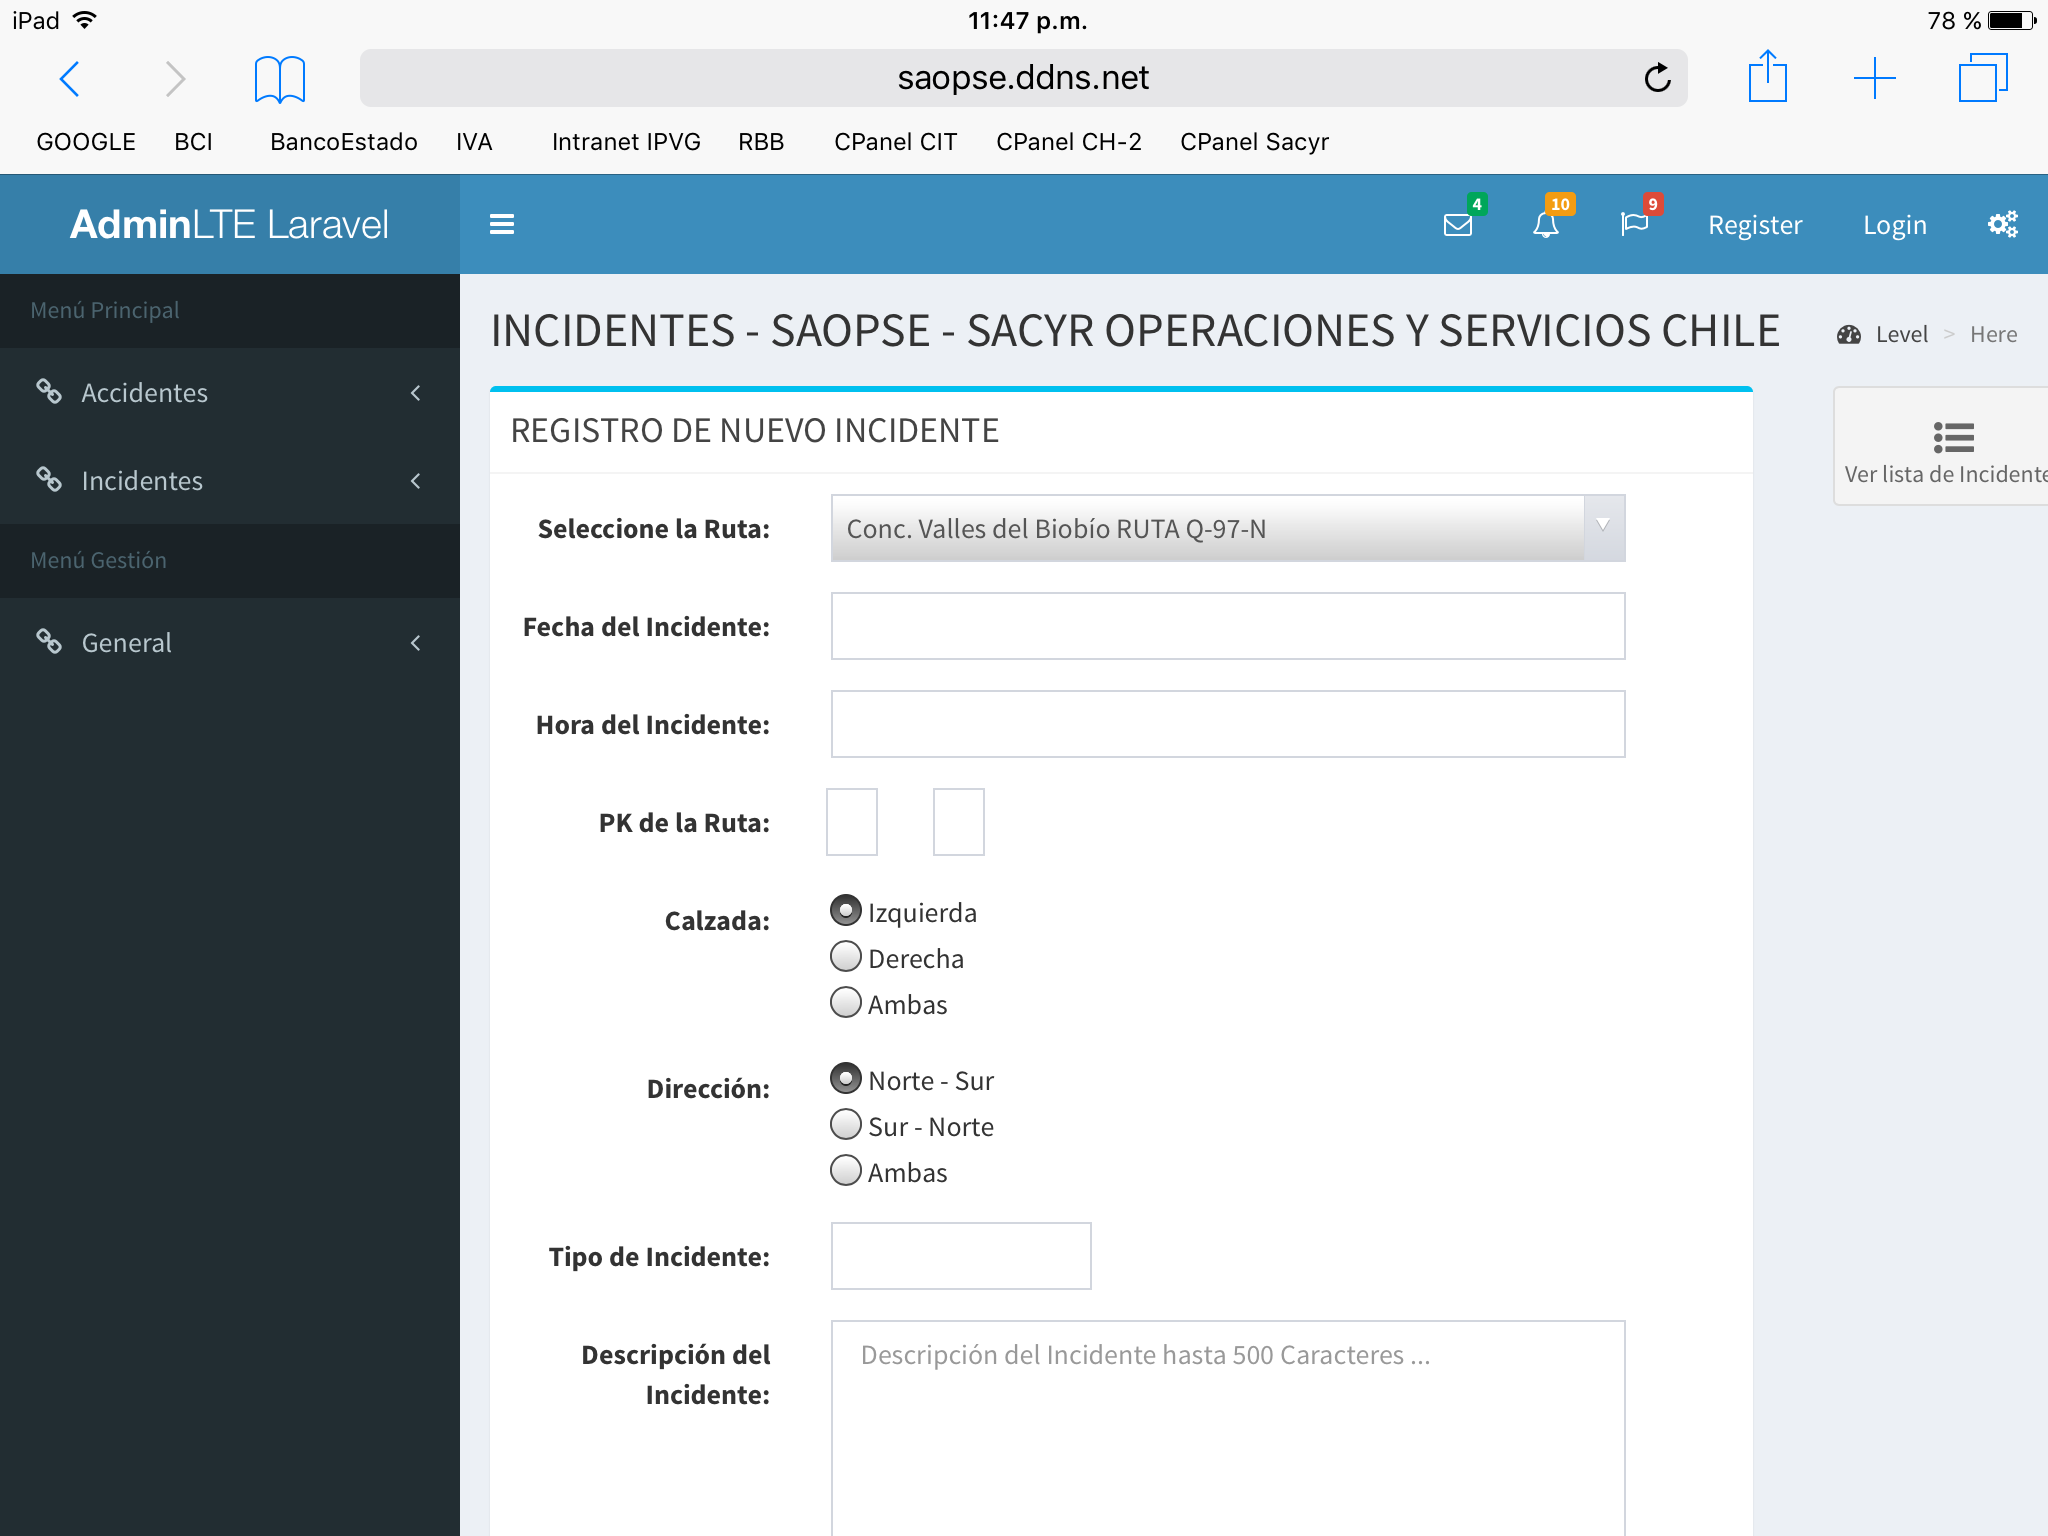 iPad 11:47 p.m. 78 %
saopse.ddns.net
GOOGLE BCI BancoEstado IVA Intranet IPVG RBB CPanel CIT CPanel CH-2 CPanel Sacyr
AdminLTE Laravel 4 10 9 Register Login
Menú Principal
Accidentes
Incidentes
Menú Gestión
General
INCIDENTES - SAOPSE - SACYR OPERACIONES Y SERVICIOS CHILE
Level > Here
REGISTRO DE NUEVO INCIDENTE
Ver lista de Incidente
Seleccione la Ruta: Conc. Valles del Biobío RUTA Q-97-N
Fecha del Incidente:
Hora del Incidente:
PK de la Ruta:
Calzada: Izquierda
Derecha
Ambas
Dirección: Norte - Sur
Sur - Norte
Ambas
Tipo de Incidente:
Descripción del
Incidente:
Descripción del Incidente hasta 500 Caracteres ...